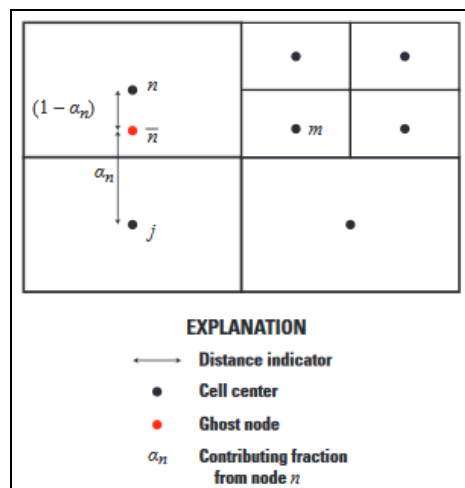 n
(1 − αₙ)
n̅
m
αₙ
j
EXPLANATION
Distance indicator
Cell center
Ghost node
αₙ Contributing fraction
from node n